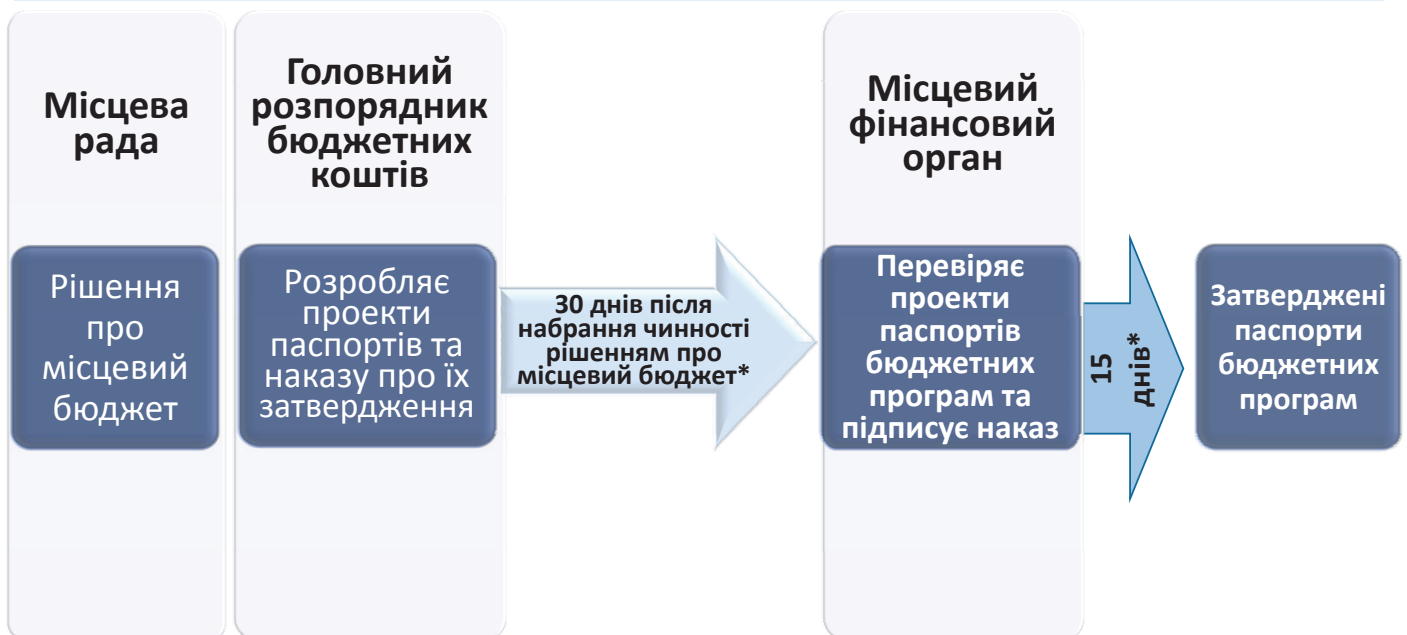 Місцева
рада
Головний
розпорядник
бюджетних
коштів
Місцевий
фінансовий
орган
Рішення
про
місцевий
бюджет
Розробляє
проекти
паспортів та
наказу про їх
затвердження
30 днів після
набрання чинності
рішенням про
місцевий бюджет*
Перевіряє
проекти
паспортів
бюджетних
програм та
підписує наказ
15
днів*
Затверджені
паспорти
бюджетних
програм